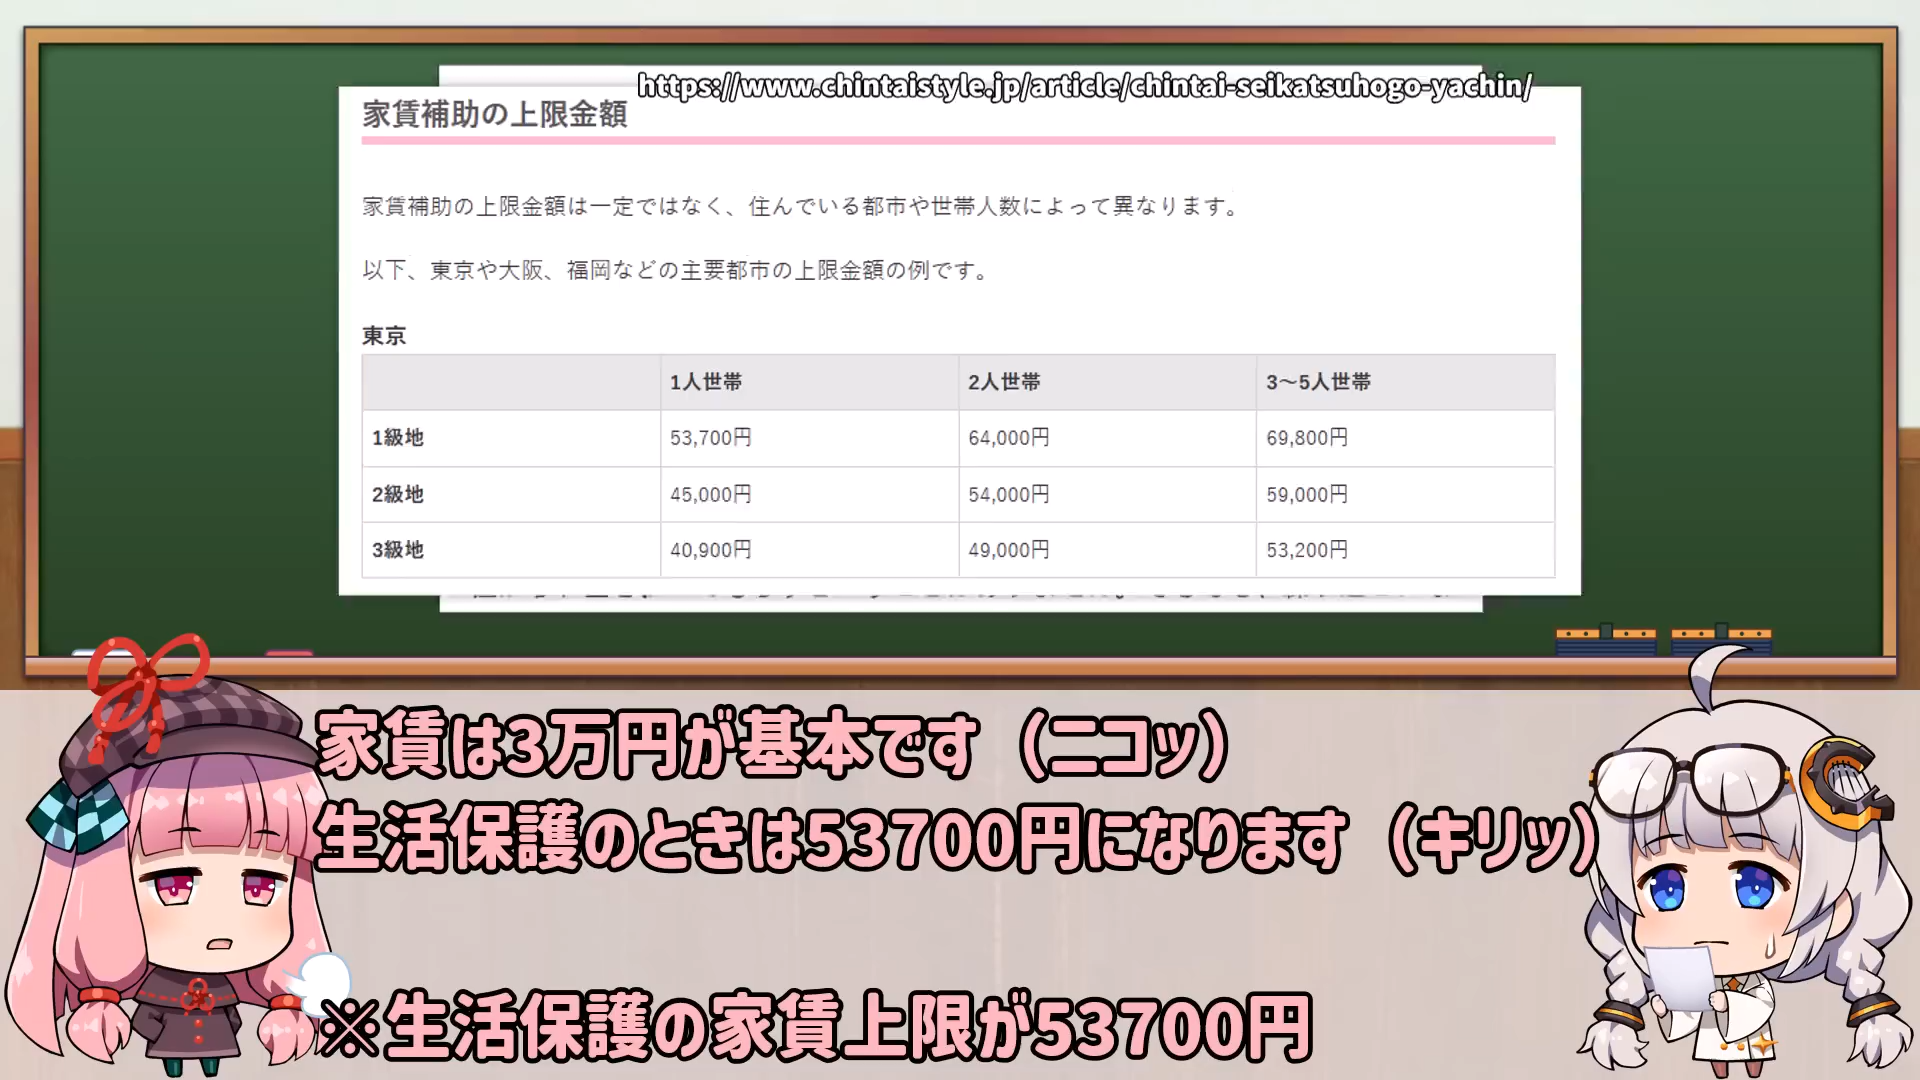 https://www.chintaistyle.jp/article/chintai-seikatsuhogo-yachin/
家賃補助の上限金額
家賃補助の上限金額は一定ではなく、住んでいる都市や世帯人数によって異なります。
以下、東京や大阪、福岡などの主要都市の上限金額の例です。
東京
1人世帯 2人世帯 3〜5人世帯
1級地 53,700円 64,000円 69,800円
2級地 45,000円 54,000円 59,000円
3級地 40,900円 49,000円 53,200円
家賃は3万円が基本です（ニコッ）
生活保護のときは53700円になります（キリッ）
※生活保護の家賃上限が53700円